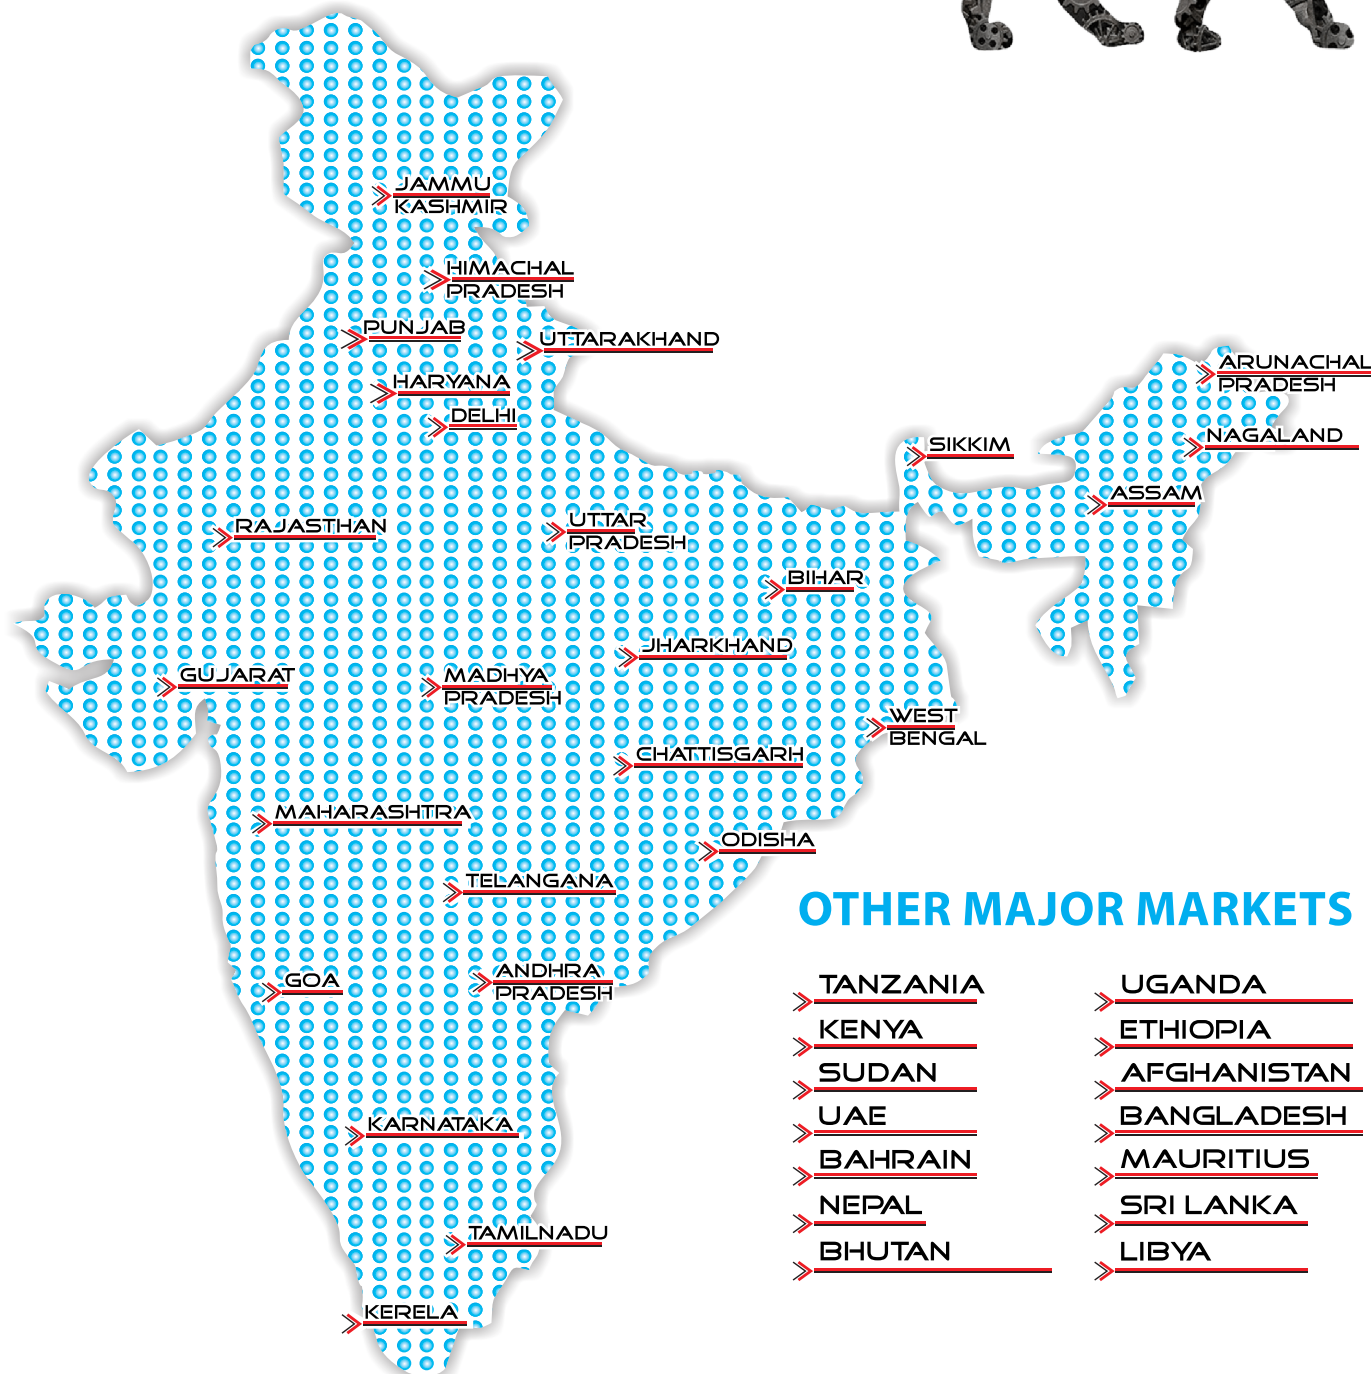 JAMMU
KASHMIR
HIMACHAL
PRADESH
PUNJAB
UTTARAKHAND
HARYANA
DELHI
ARUNACHAL
PRADESH
NAGALAND
SIKKIM
ASSAM
RAJASTHAN
UTTAR
PRADESH
BIHAR
JHARKHAND
GUJARAT
MADHYA
PRADESH
WEST
BENGAL
CHATTISGARH
MAHARASHTRA
ODISHA
TELANGANA
GOA
ANDHRA
PRADESH
KARNATAKA
TAMILNADU
KERELA
OTHER MAJOR MARKETS
TANZANIA
KENYA
SUDAN
UAE
BAHRAIN
NEPAL
BHUTAN
UGANDA
ETHIOPIA
AFGHANISTAN
BANGLADESH
MAURITIUS
SRI LANKA
LIBYA